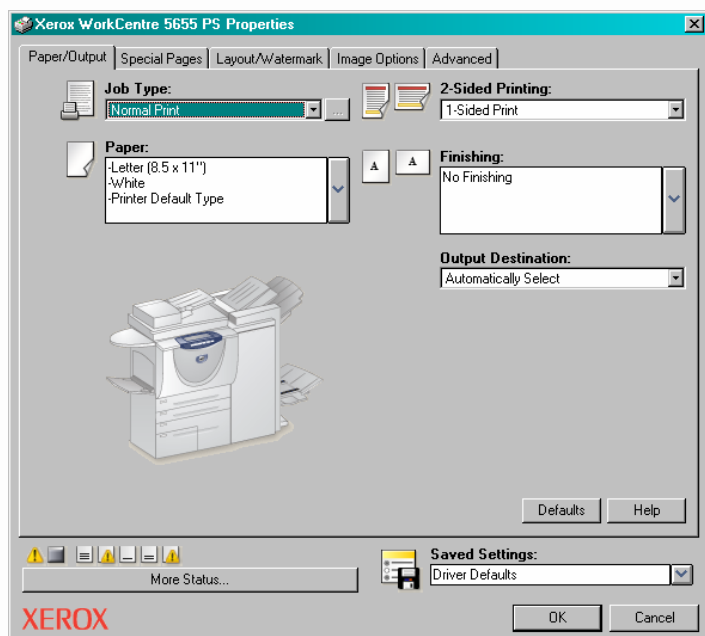 Xerox WorkCentre 5655 PS Properties
Paper/Output Special Pages Layout/Watermark Image Options Advanced
Job Type:
Normal Print
...
2-Sided Printing:
1-Sided Print
Paper:
-Letter (8.5 x 11")
-White
-Printer Default Type
A A
Finishing:
No Finishing
Output Destination:
Automatically Select
Defaults Help
More Status...
Saved Settings:
Driver Defaults
XEROX
OK Cancel